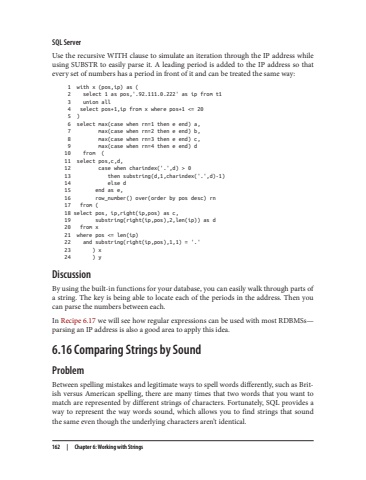 SQL Server
Use the recursive WITH clause to simulate an iteration through the IP address while
using SUBSTR to easily parse it. A leading period is added to the IP address so that
every set of numbers has a period in front of it and can be treated the same way:
1 with x (pos,ip) as (
2 select 1 as pos,'.92.111.0.222' as ip from t1
3 union all
4 select pos+1,ip from x where pos+1 <= 20
5 )
6 select max(case when rn=1 then e end) a,
7 max(case when rn=2 then e end) b,
8 max(case when rn=3 then e end) c,
9 max(case when rn=4 then e end) d
10 from (
11 select pos,c,d,
12 case when charindex('.',d) > 0
13 then substring(d,1,charindex('.',d)-1)
14 else d
15 end as e,
16 row_number() over(order by pos desc) rn
17 from (
18 select pos, ip,right(ip,pos) as c,
19 substring(right(ip,pos),2,len(ip)) as d
20 from x
21 where pos <= len(ip)
22 and substring(right(ip,pos),1,1) = '.'
23 ) x
24 ) y
Discussion
By using the built-in functions for your database, you can easily walk through parts of
a string. The key is being able to locate each of the periods in the address. Then you
can parse the numbers between each.
In Recipe 6.17 we will see how regular expressions can be used with most RDBMSs—
parsing an IP address is also a good area to apply this idea.
6.16 Comparing Strings by Sound
Problem
Between spelling mistakes and legitimate ways to spell words differently, such as Brit-
ish versus American spelling, there are many times that two words that you want to
match are represented by different strings of characters. Fortunately, SQL provides a
way to represent the way words sound, which allows you to find strings that sound
the same even though the underlying characters aren't identical.
162 | Chapter 6: Working with Strings